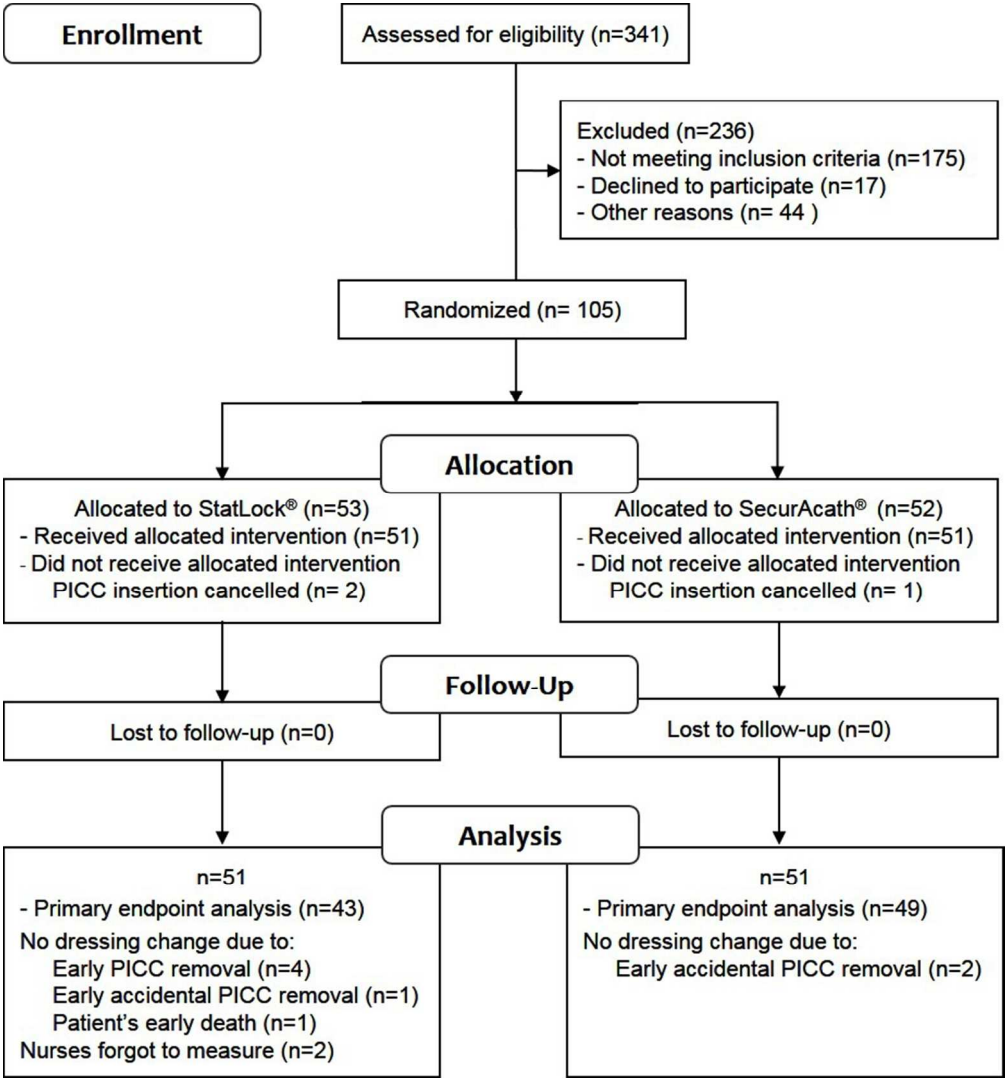 Enrollment
Assessed for eligibility (n=341)
Excluded (n=236)
- Not meeting inclusion criteria (n=175)
- Declined to participate (n=17)
- Other reasons (n= 44 )
Randomized (n= 105)
Allocation
Allocated to StatLock® (n=53)
- Received allocated intervention (n=51)
- Did not receive allocated intervention
PICC insertion cancelled (n= 2)
Allocated to SecurAcath® (n=52)
- Received allocated intervention (n=51)
- Did not receive allocated intervention
PICC insertion cancelled (n= 1)
Follow-Up
Lost to follow-up (n=0)
Lost to follow-up (n=0)
Analysis
n=51
- Primary endpoint analysis (n=43)
No dressing change due to:
Early PICC removal (n=4)
Early accidental PICC removal (n=1)
Patient's early death (n=1)
Nurses forgot to measure (n=2)
n=51
- Primary endpoint analysis (n=49)
No dressing change due to:
Early accidental PICC removal (n=2)